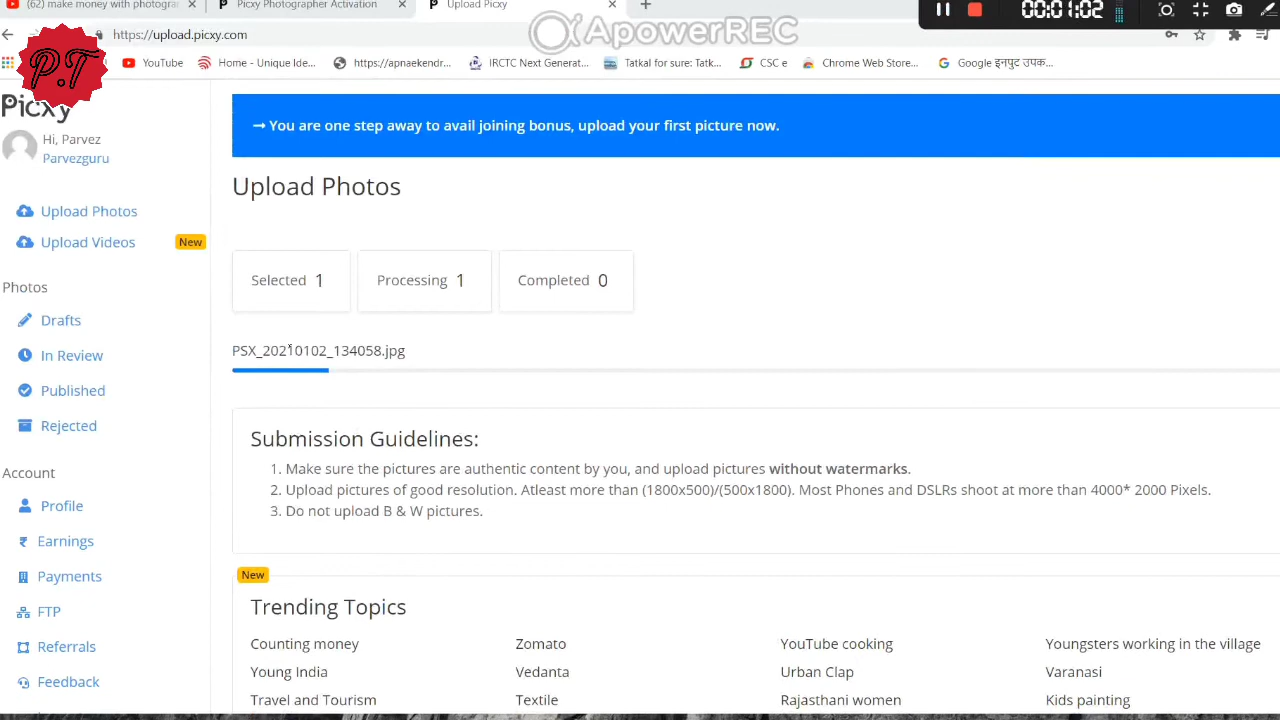 (62) make money with photogra
Picxy Photographer Activation
Upload Picxy
00:01:02
https://upload.picxy.com
ApowerREC
YouTube
Home - Unique Ide...
https://apnaekendr...
IRCTC Next Generat...
Tatkal for sure: Tatk...
CSC e
Chrome Web Store...
Google इनपुट उपक...
P.T
Picxy
Hi, Parvez
Parvezguru
→ You are one step away to avail joining bonus, upload your first picture now.
Upload Photos
Upload Videos
New
Photos
Drafts
In Review
Published
Rejected
Account
Profile
Earnings
Payments
FTP
Referrals
Feedback
Upload Photos
Selected 1
Processing 1
Completed 0
PSX_20210102_134058.jpg
Submission Guidelines:
1. Make sure the pictures are authentic content by you, and upload pictures without watermarks.
2. Upload pictures of good resolution. Atleast more than (1800x500)/(500x1800). Most Phones and DSLRs shoot at more than 4000* 2000 Pixels.
3. Do not upload B & W pictures.
New
Trending Topics
Counting money
Zomato
YouTube cooking
Youngsters working in the village
Young India
Vedanta
Urban Clap
Varanasi
Travel and Tourism
Textile
Rajasthani women
Kids painting